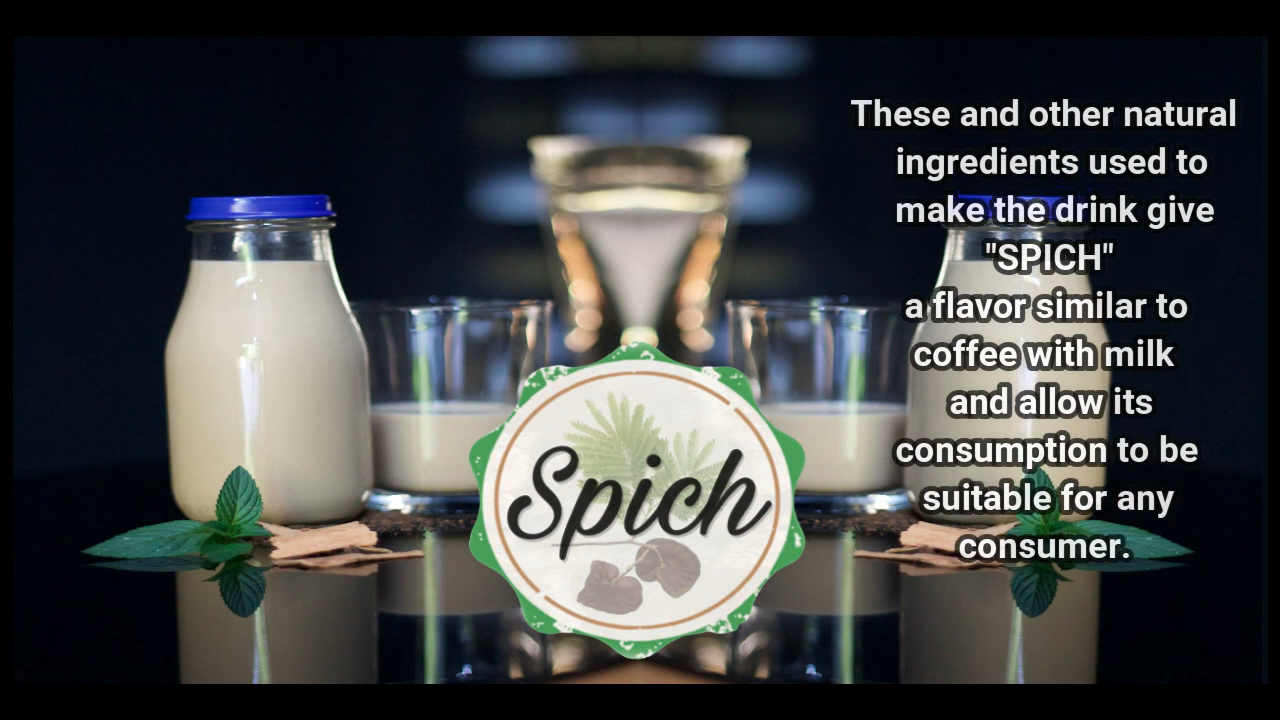 These and other natural
ingredients used to
make the drink give
"SPICH"
a flavor similar to
coffee with milk
and allow its
consumption to be
suitable for any
consumer.
Spich